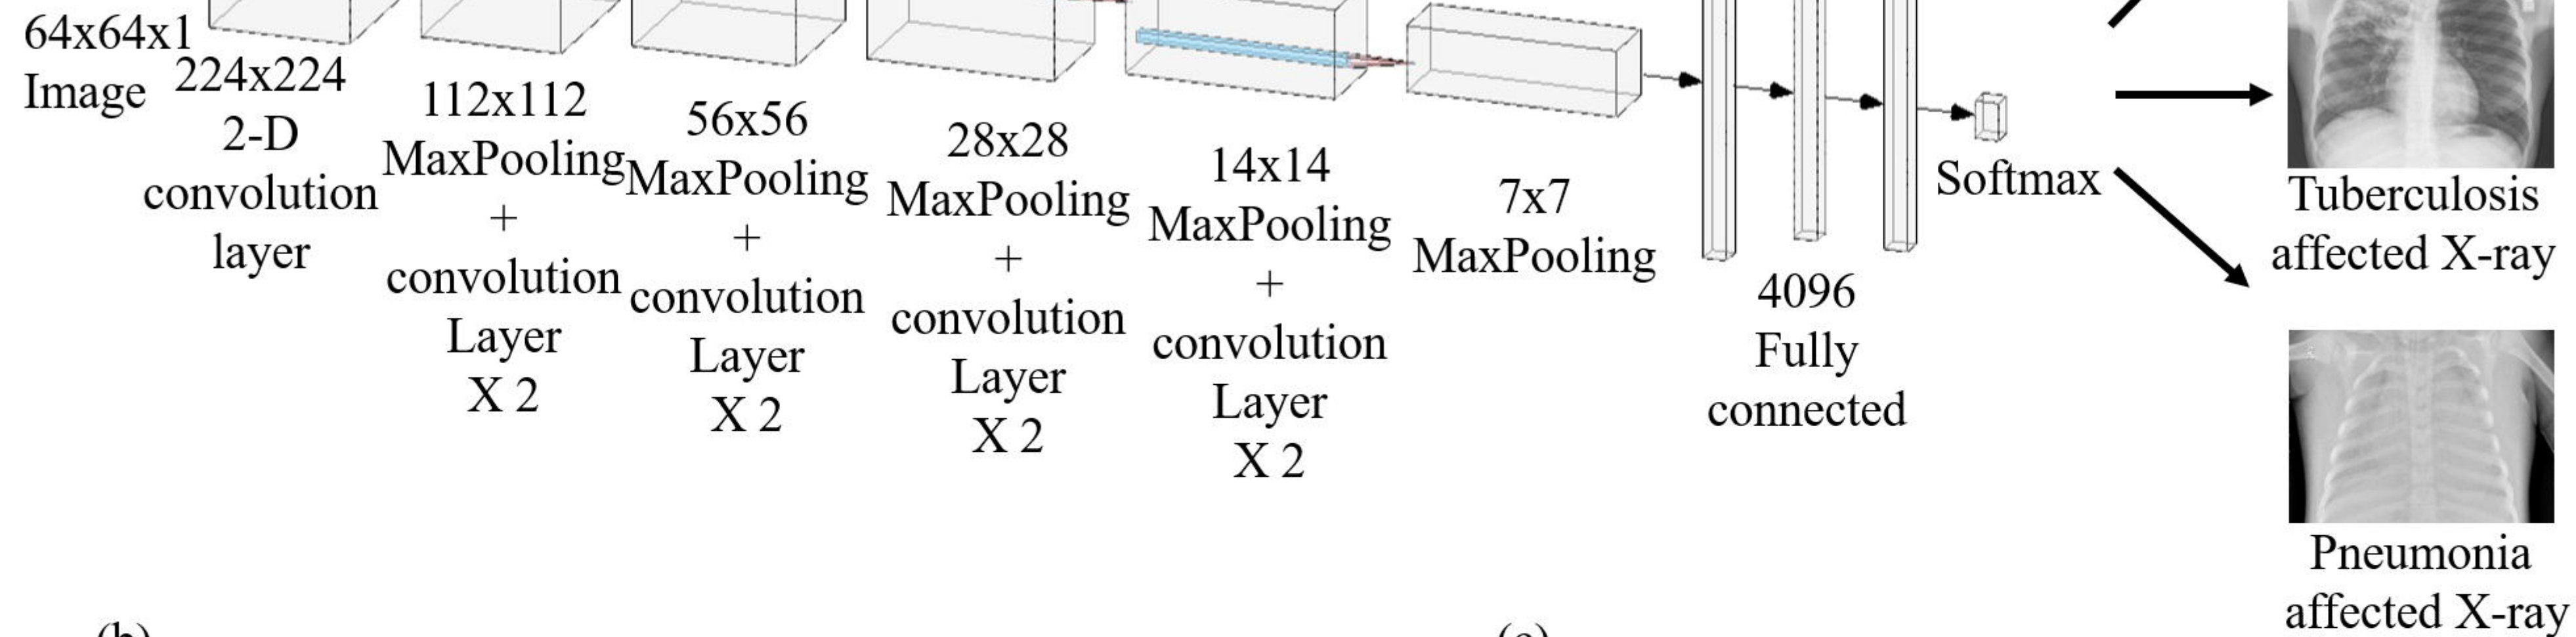 64x64x1
Image
224x224
2-D
convolution
layer
112x112
MaxPooling
+
convolution
Layer
X 2
56x56
MaxPooling
+
convolution
Layer
X 2
28x28
MaxPooling
+
convolution
Layer
X 2
14x14
MaxPooling
+
convolution
Layer
X 2
7x7
MaxPooling
4096
Fully
connected
Softmax
Tuberculosis
affected X-ray
Pneumonia
affected X-ray